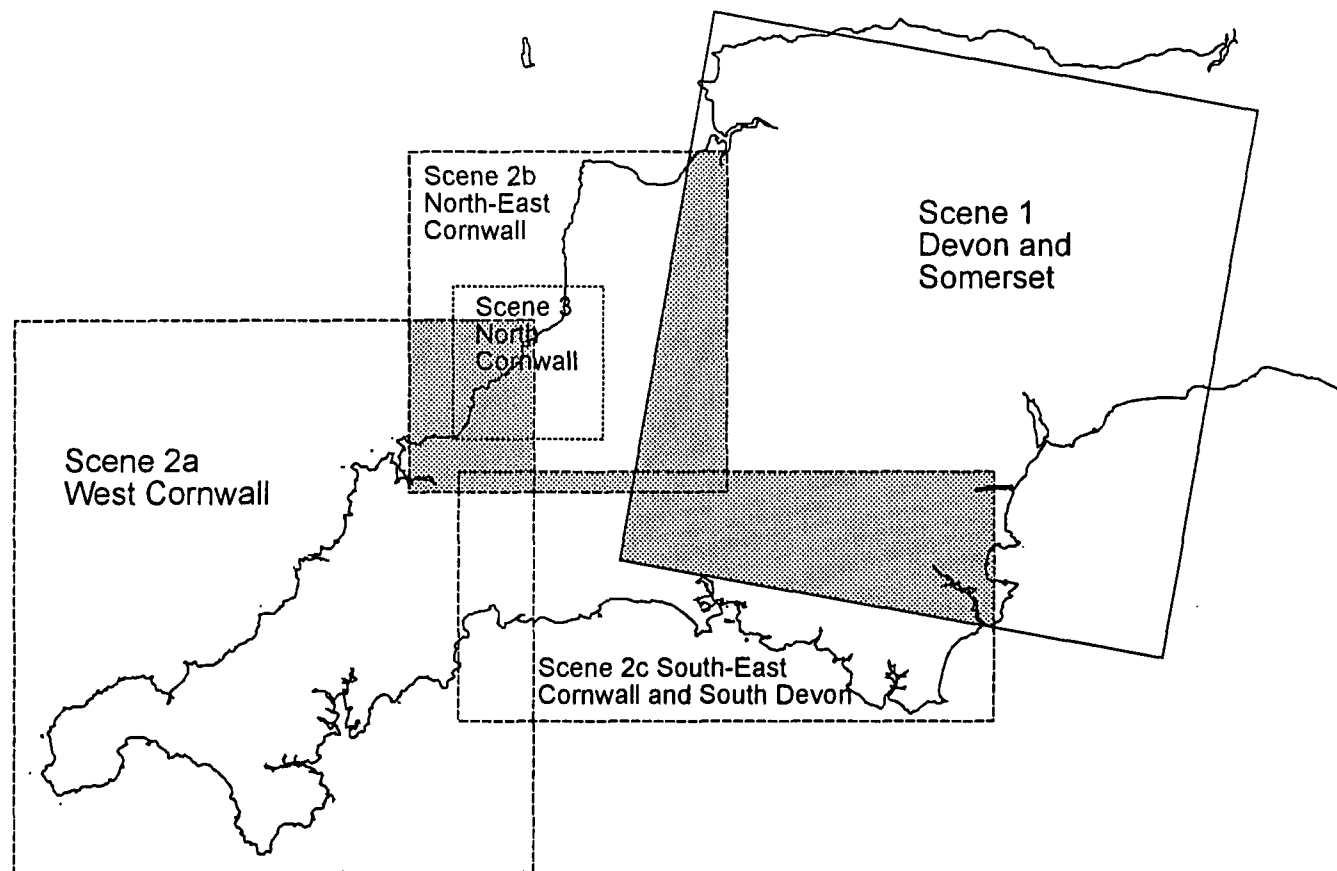 Scene 2b
North-East
Cornwall
Scene 1
Devon and
Somerset
Scene 3
North
Cornwall
Scene 2a
West Cornwall
Scene 2c South-East
Cornwall and South Devon